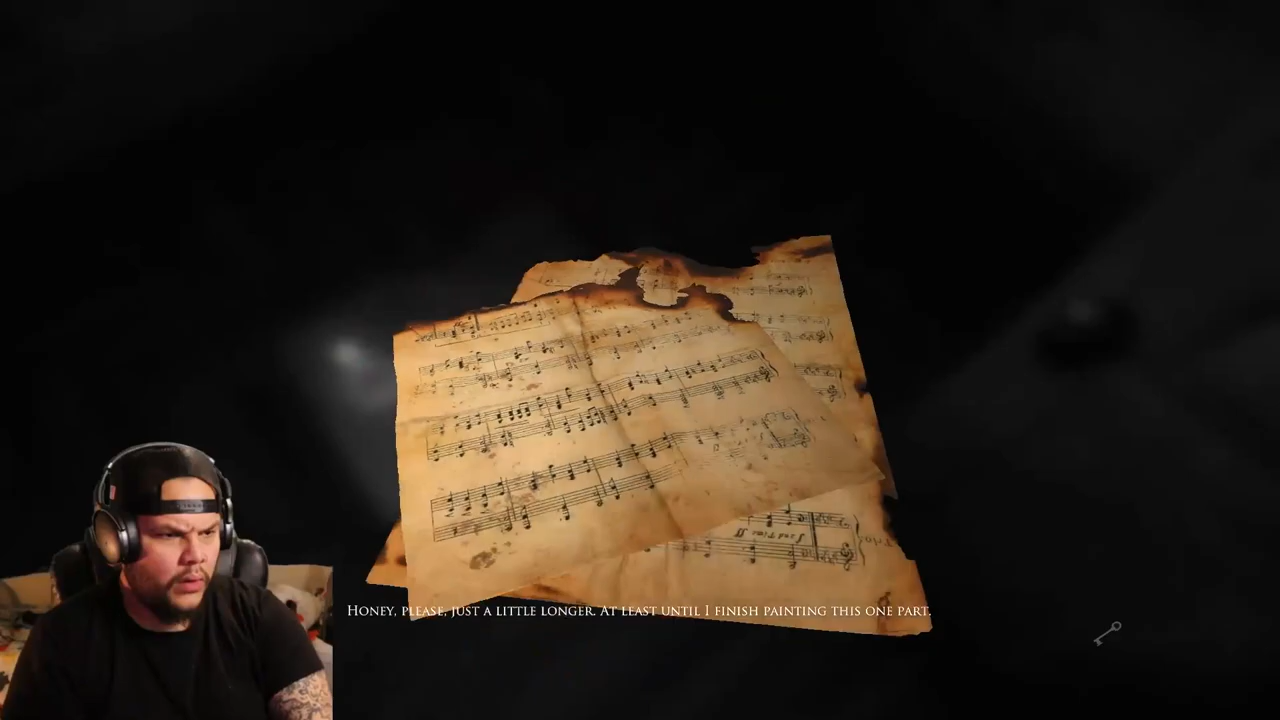 Honey, please, just a little longer. At least until I finish painting this one part.